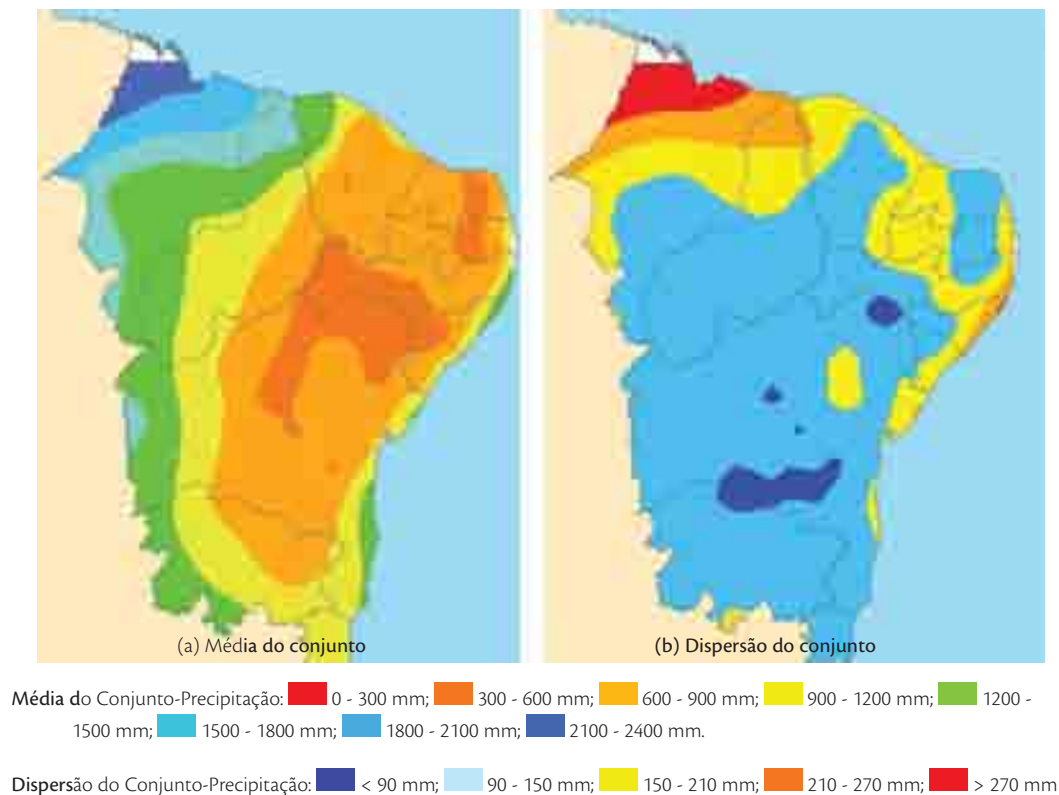 (a) Média do conjunto
(b) Dispersão do conjunto
Média do Conjunto-Precipitação: 0 - 300 mm; 300 - 600 mm; 600 - 900 mm; 900 - 1200 mm; 1200 -
1500 mm; 1500 - 1800 mm; 1800 - 2100 mm; 2100 - 2400 mm.
Dispersão do Conjunto-Precipitação: < 90 mm; 90 - 150 mm; 150 - 210 mm; 210 - 270 mm; > 270 mm